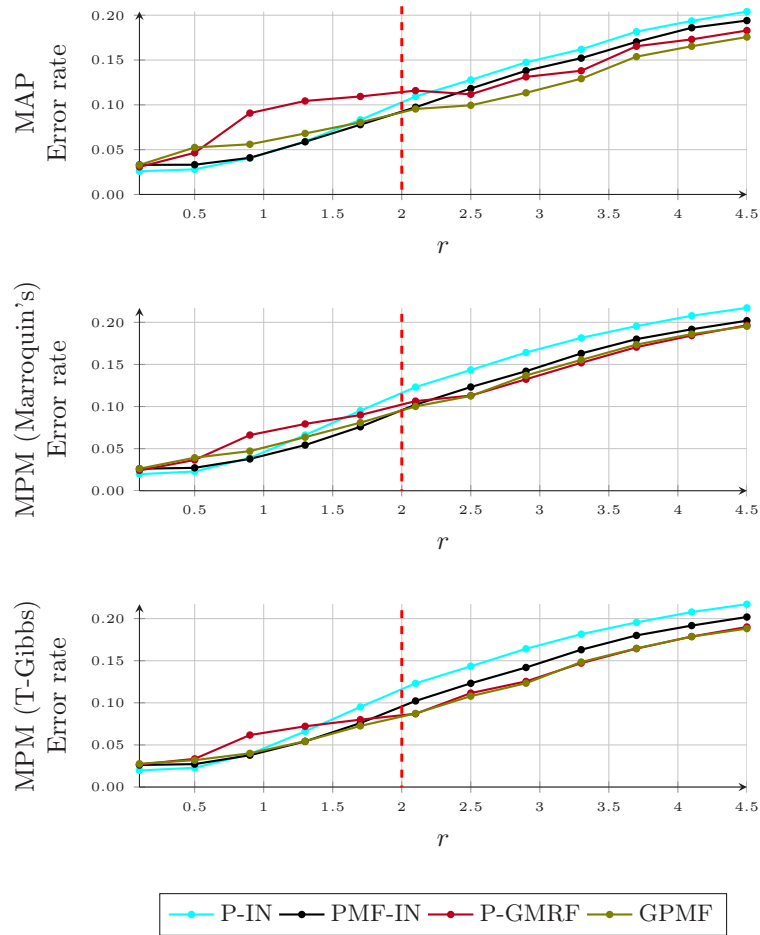 MAP
Error rate
0.20
0.15
0.10
0.05
0.00
0.5 1 1.5 2 2.5 3 3.5 4 4.5
r
MPM (Marroquin's)
Error rate
0.20
0.15
0.10
0.05
0.00
0.5 1 1.5 2 2.5 3 3.5 4 4.5
r
MPM (T-Gibbs)
Error rate
0.20
0.15
0.10
0.05
0.00
0.5 1 1.5 2 2.5 3 3.5 4 4.5
r
P-IN PMF-IN P-GMRF GPMF